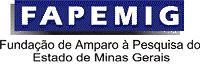 FAPEMIG
Fundação de Amparo à Pesquisa do
Estado de Minas Gerais